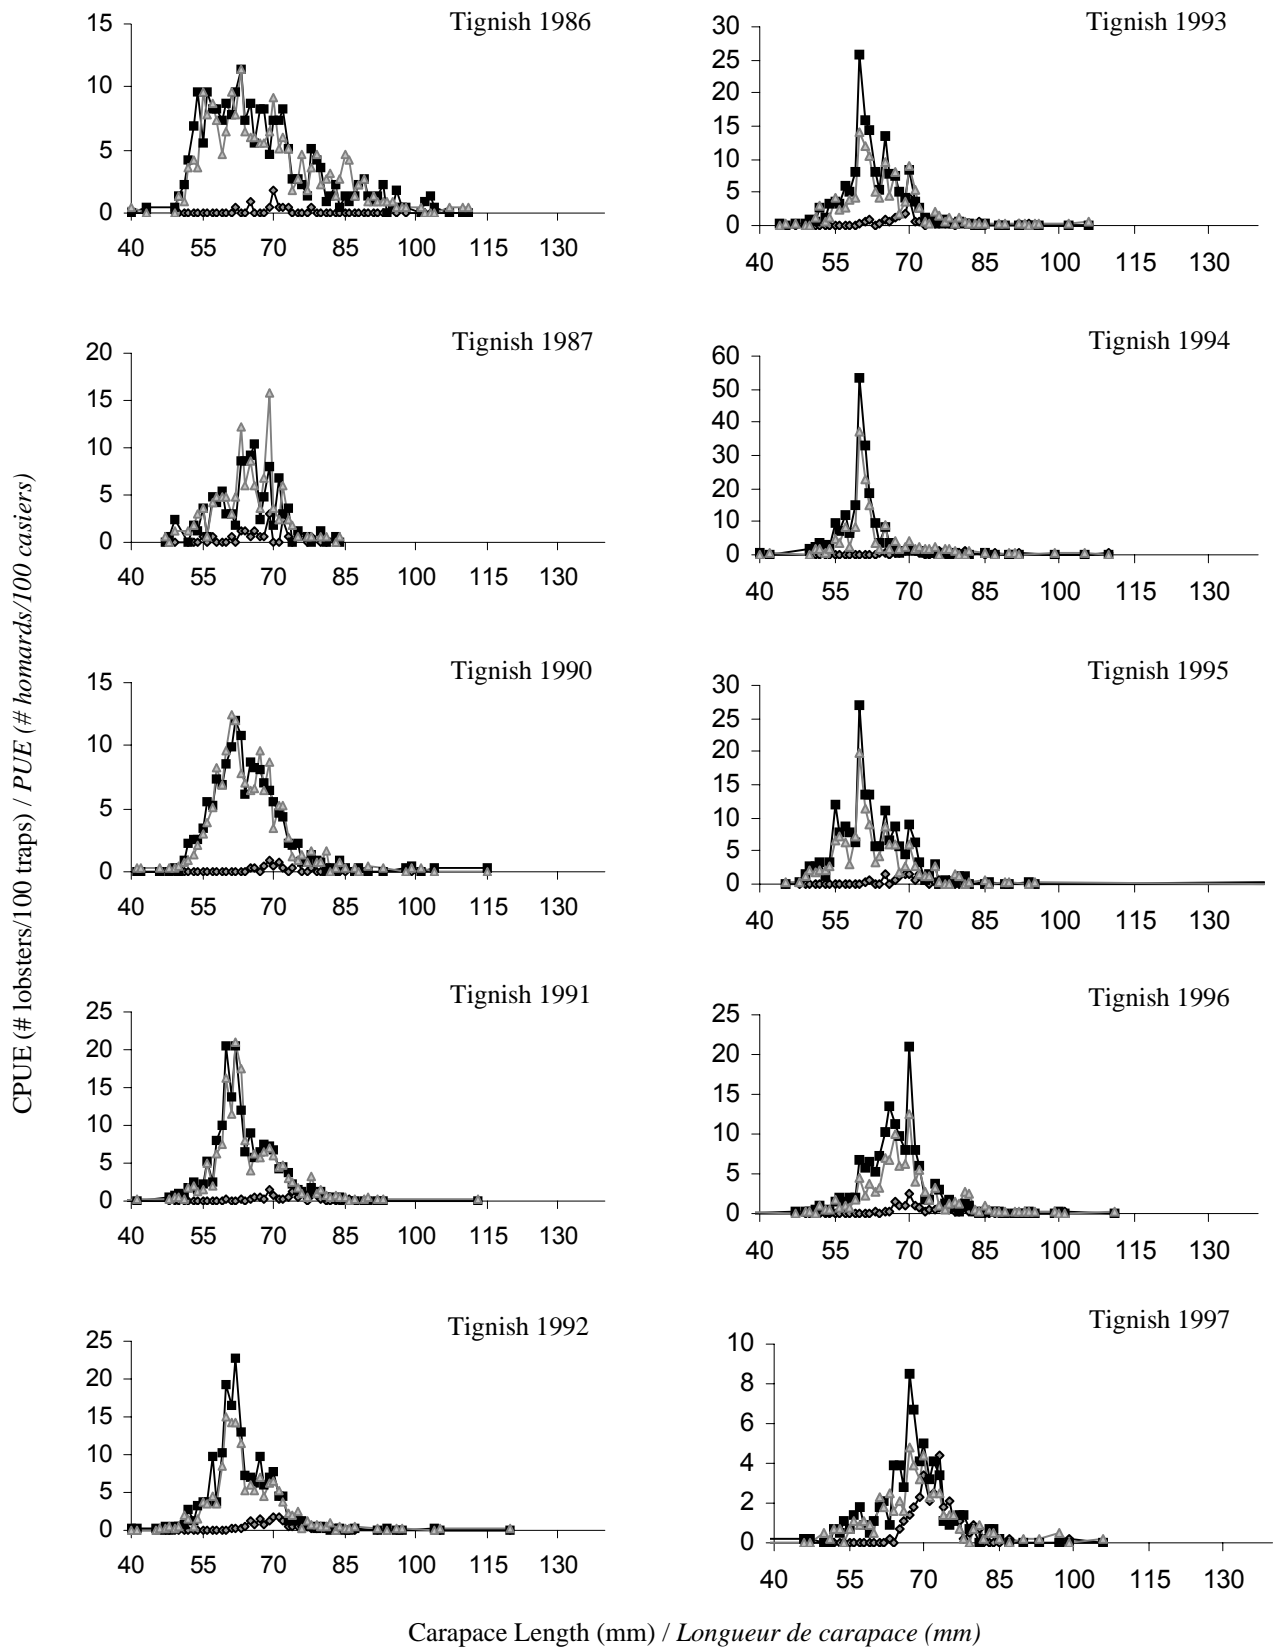 CPUE (# lobsters/100 traps) / PUE (# homards/100 casiers)
Tignish 1986
15
10
5
0
40 55 70 85 100 115 130
Tignish 1987
20
15
10
5
0
40 55 70 85 100 115 130
Tignish 1990
15
10
5
0
40 55 70 85 100 115 130
Tignish 1991
25
20
15
10
5
0
40 55 70 85 100 115 130
Tignish 1992
25
20
15
10
5
0
40 55 70 85 100 115 130
Tignish 1993
30
25
20
15
10
5
0
40 55 70 85 100 115 130
Tignish 1994
60
50
40
30
20
10
0
40 55 70 85 100 115 130
Tignish 1995
30
25
20
15
10
5
0
40 55 70 85 100 115 130
Tignish 1996
25
20
15
10
5
0
40 55 70 85 100 115 130
Tignish 1997
10
8
6
4
2
0
40 55 70 85 100 115 130
Carapace Length (mm) / Longueur de carapace (mm)